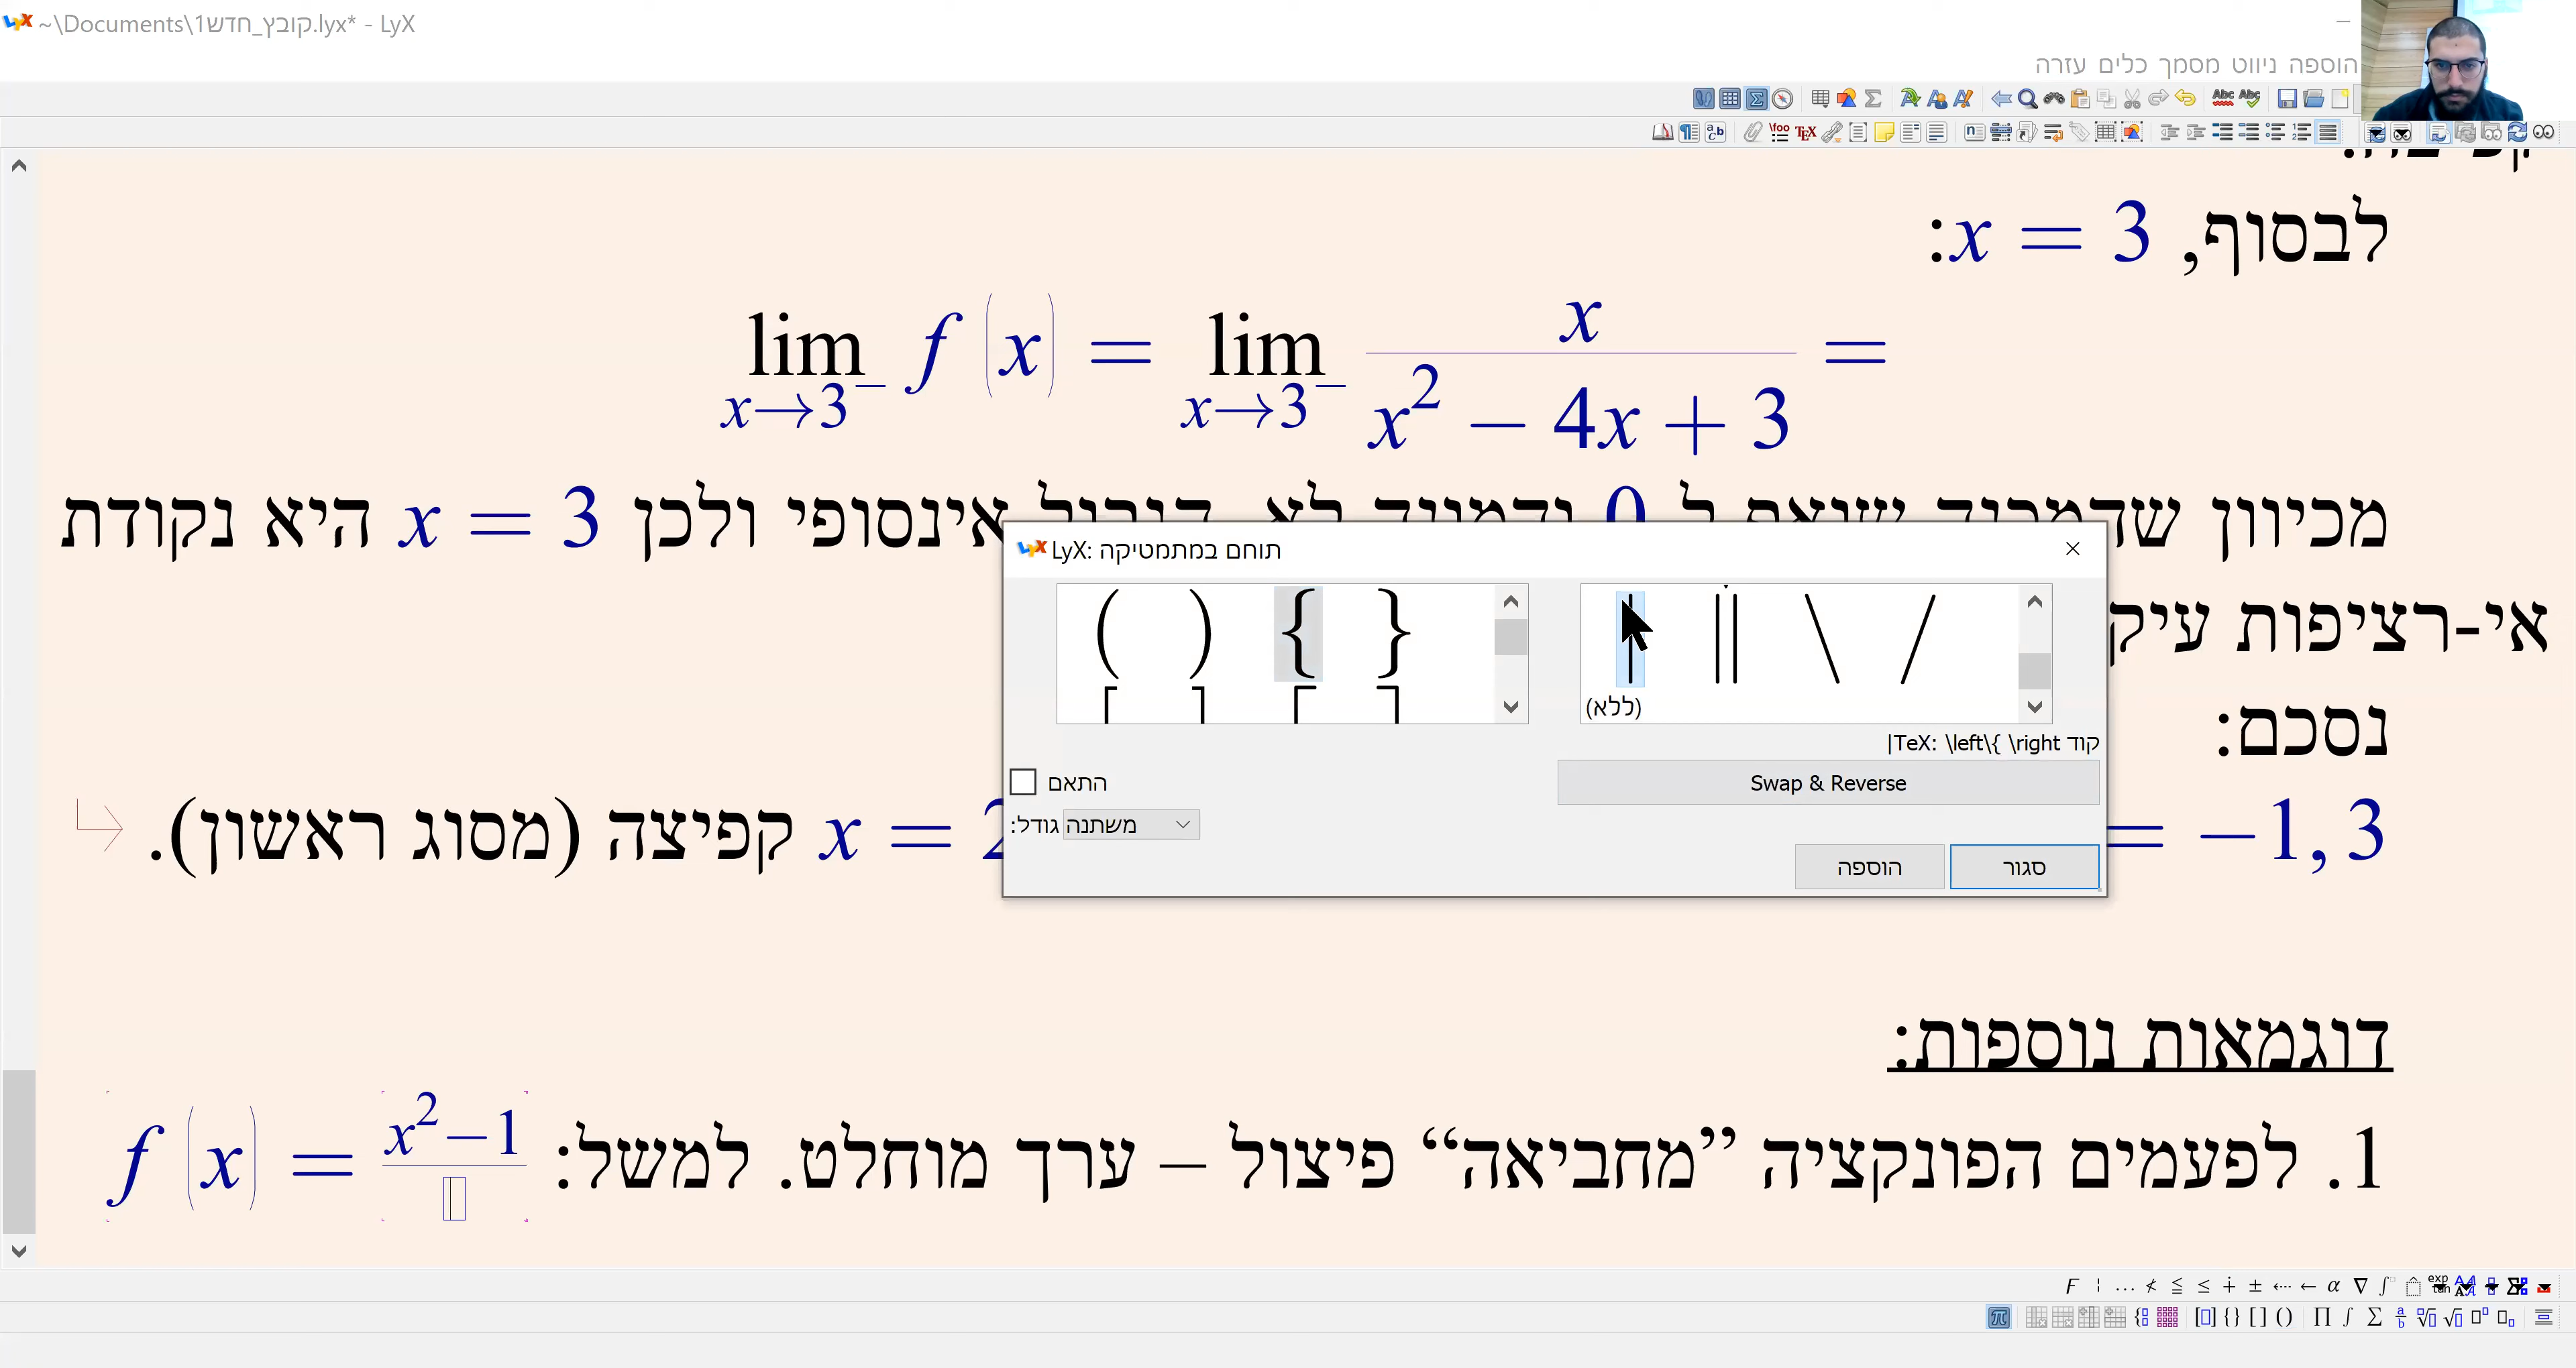 ~\Documents\קובץ_חדש1.lyx* - LyX
הוספה ניווט מסמך כלים עזרה
לבסוף, x = 3:
lim x→3⁻ f (x) = lim x→3⁻ x / x² − 4x + 3 =
מכיוון שהמכנה שואף ל 0 והמונה לא, הגבול אינסופי ולכן x = 3 היא נקודת
אי-רציפות עיק
נסכם:
= −1, 3
x = 2 קפיצה (מסוג ראשון).
LyX: תוחם במתמטיקה
( ) { }
[ ]
| || \ /
(ללא)
קוד TeX: \left\{ \right|
Swap & Reverse
התאם
גודל: משתנה
הוספה
סגור
דוגמאות נוספות:
1. לפעמים הפונקציה ”מחביאה“ פיצול – ערך מוחלט. למשל: f (x) = x²−1